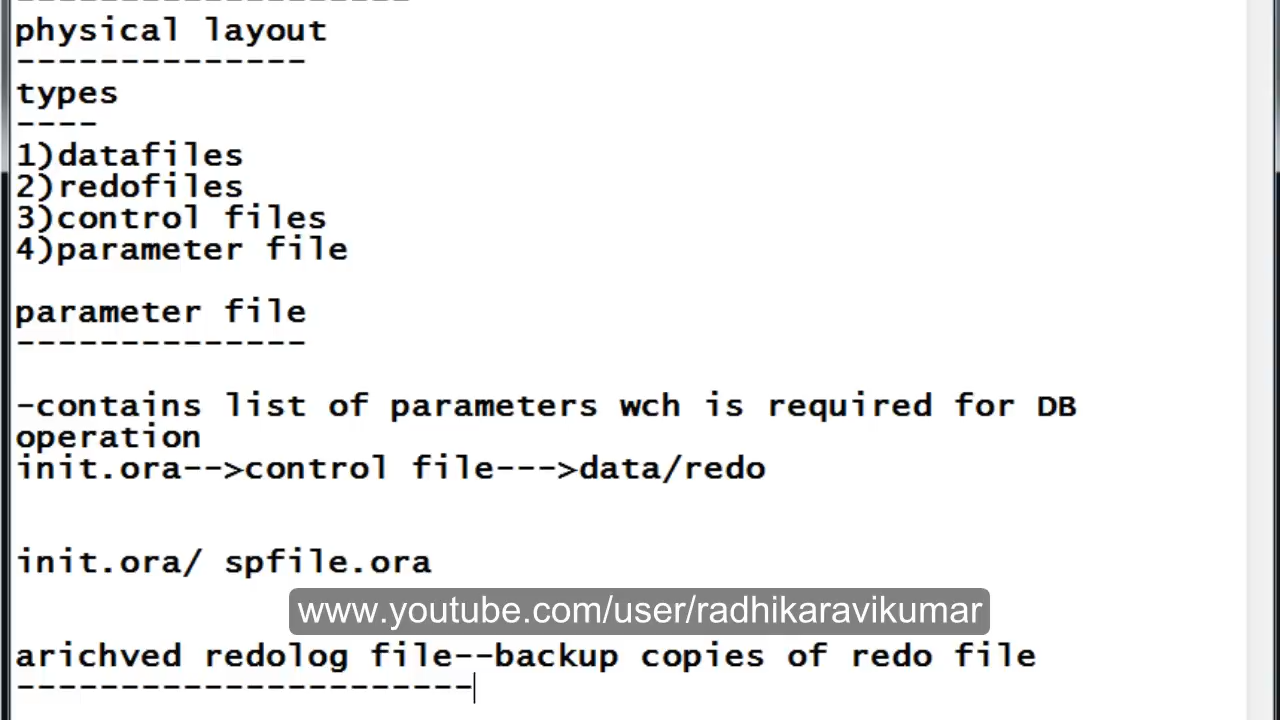 -------------------
physical layout
--------------
types
----
1)datafiles
2)redofiles
3)control files
4)parameter file
parameter file
--------------
-contains list of parameters wch is required for DB
operation
init.ora-->control file--->data/redo
init.ora/ spfile.ora
www.youtube.com/user/radhikaravikumar
arichved redolog file--backup copies of redo file
----------------------